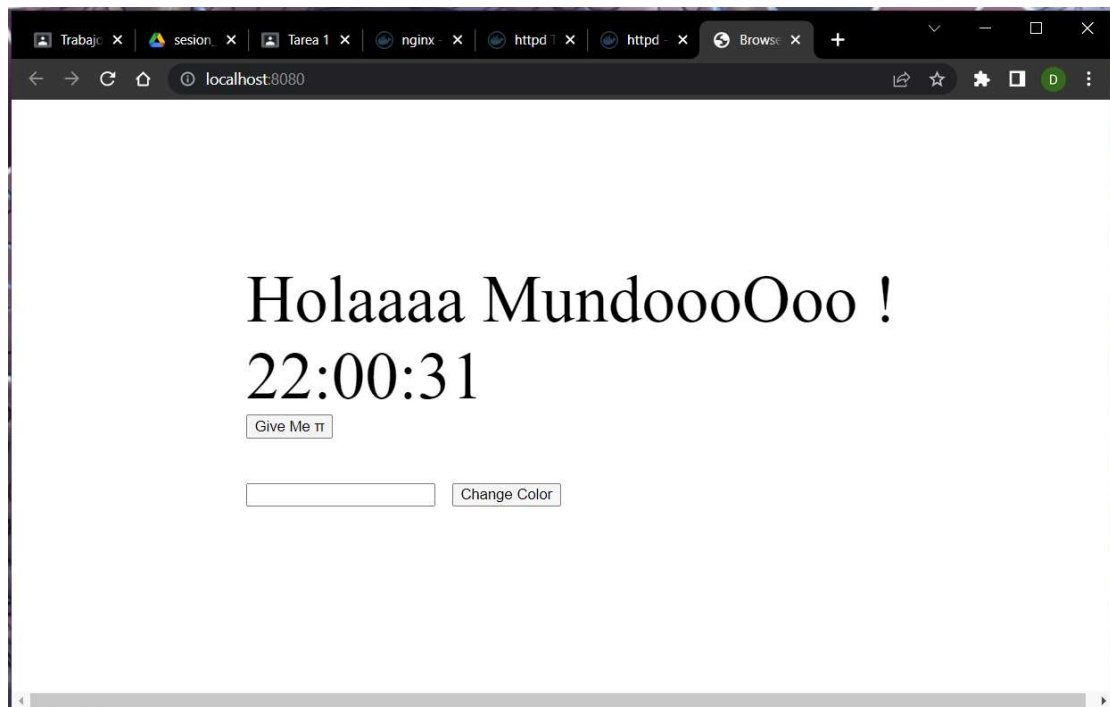 Trabajo
sesion_
Tarea 1
nginx -
httpd T
httpd -
Browse
localhost:8080
D
Holaaaa MundoooOoo !
22:00:31
Give Me π
Change Color